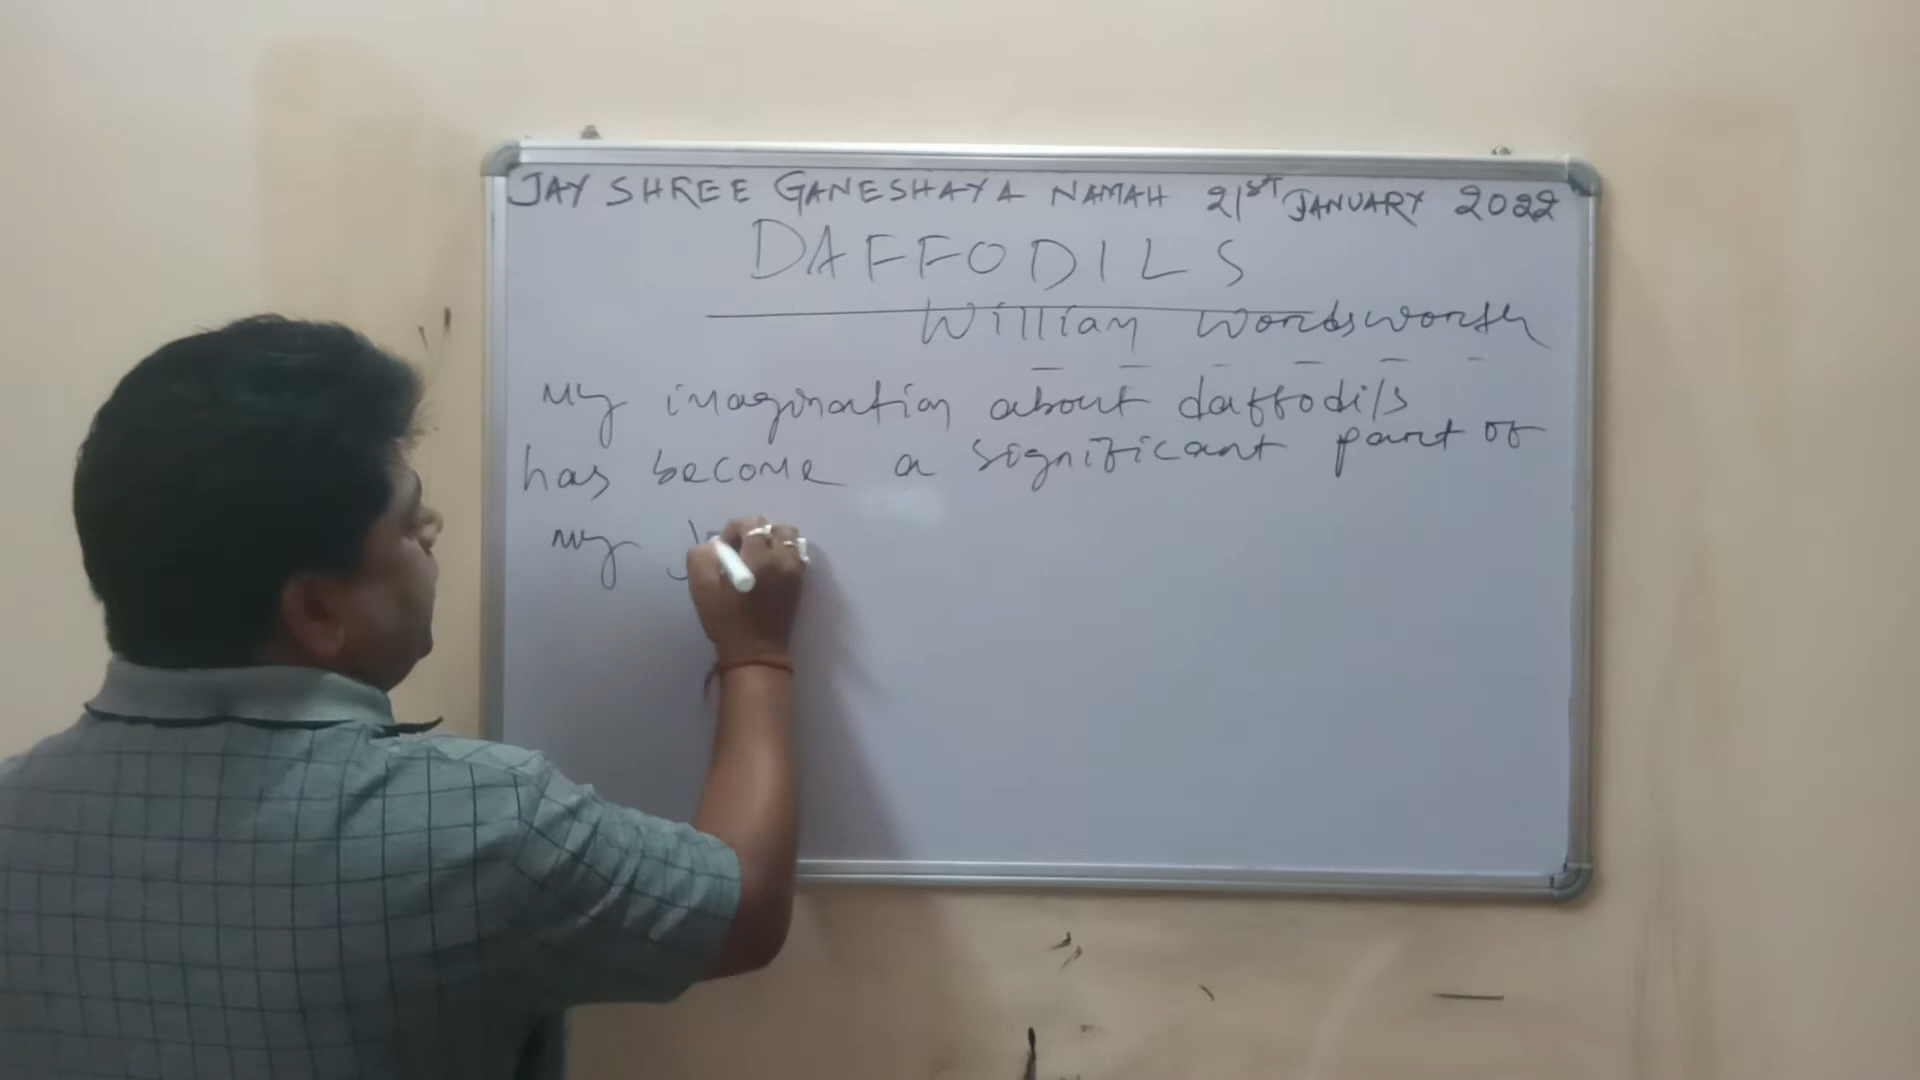 JAY SHREE GANESHAYA NAMAH 21ST JANUARY 2022
DAFFODILS
William Wordsworth
My imagination about daffodils
has become a significant part of
my